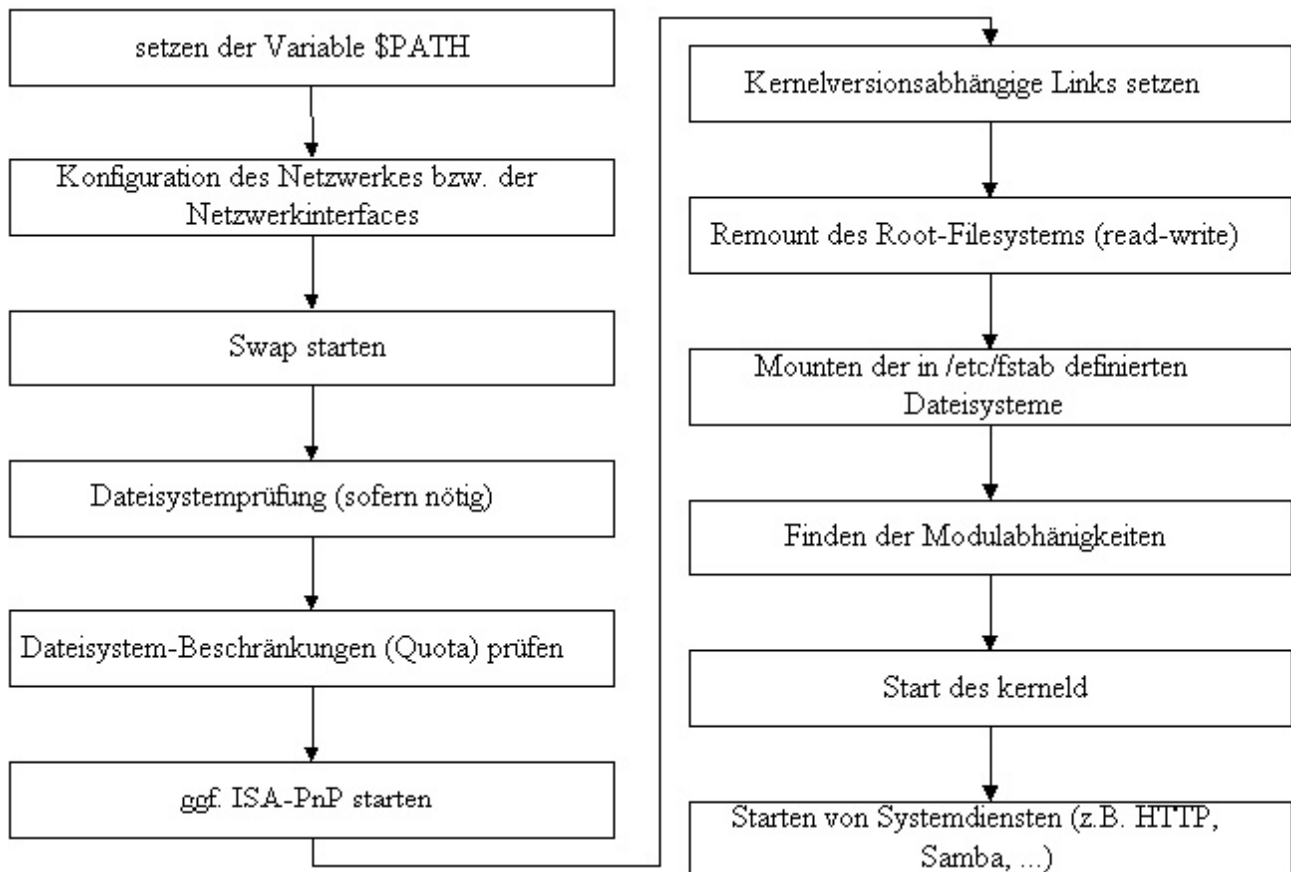 setzen der Variable $PATH
Konfiguration des Netzwerkes bzw. der
Netzwerkinterfaces
Swap starten
Dateisystemprüfung (sofern nötig)
Dateisystem-Beschränkungen (Quota) prüfen
ggf. ISA-PnP starten
Kernelversionsabhängige Links setzen
Remount des Root-Filesystems (read-write)
Mounten der in /etc/fstab definierten
Dateisysteme
Finden der Modulabhänigkeiten
Start des kerneld
Starten von Systemdiensten (z.B. HTTP,
Samba, ...)